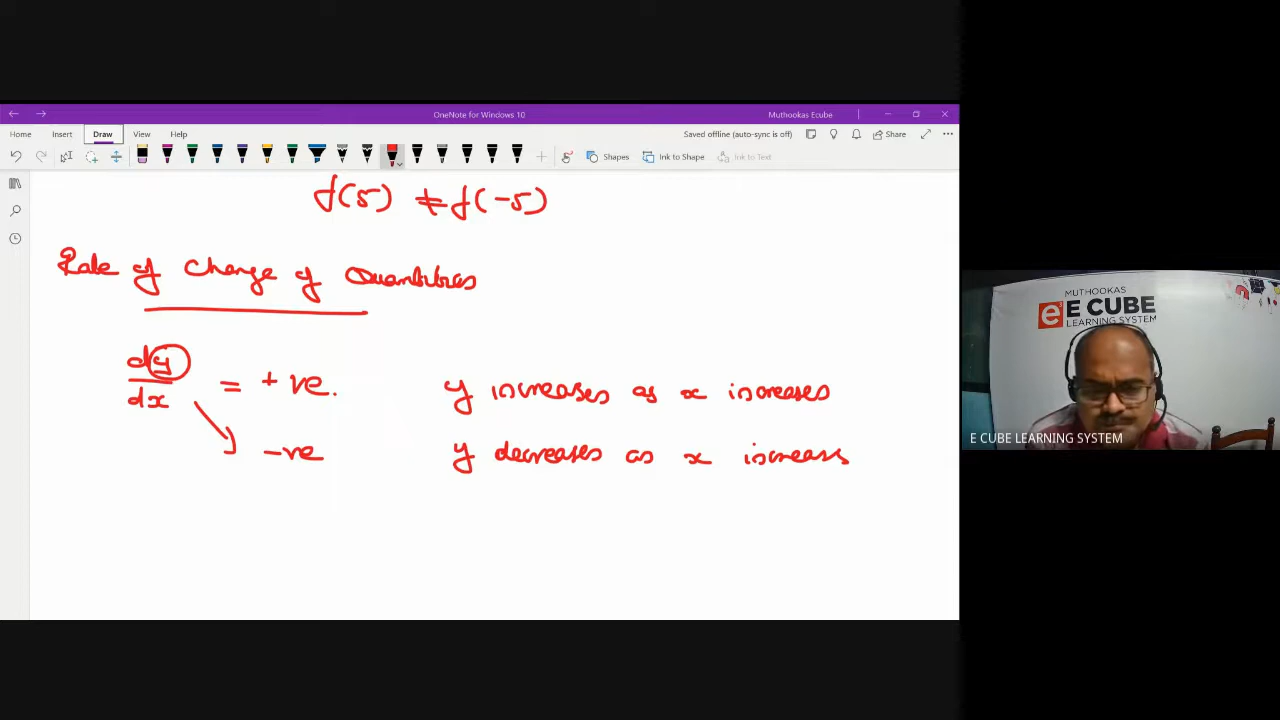 OneNote for Windows 10
Muthookas Ecube
Home Insert Draw View Help
Saved offline (auto-sync is off)
Share
Shapes
Ink to Shape
Ink to Text
f(5) ≠ f(-5)
Rate of Change of Quantities
dy/dx = + ve. y increases as x increases
-ve y decreases as x increases
MUTHOOKAS
e³ E CUBE
LEARNING SYSTEM
E CUBE LEARNING SYSTEM